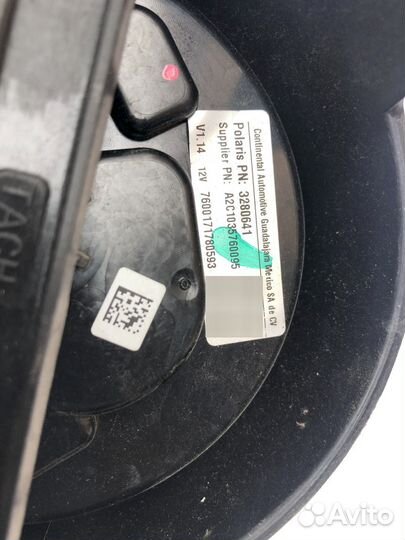 Continental Automotive Guadalajara Mexico SA de CV
Polaris PN: 3280641
Supplier PN: A2C1035760095
V1.14 12V 7600171780593
TACH
Avito